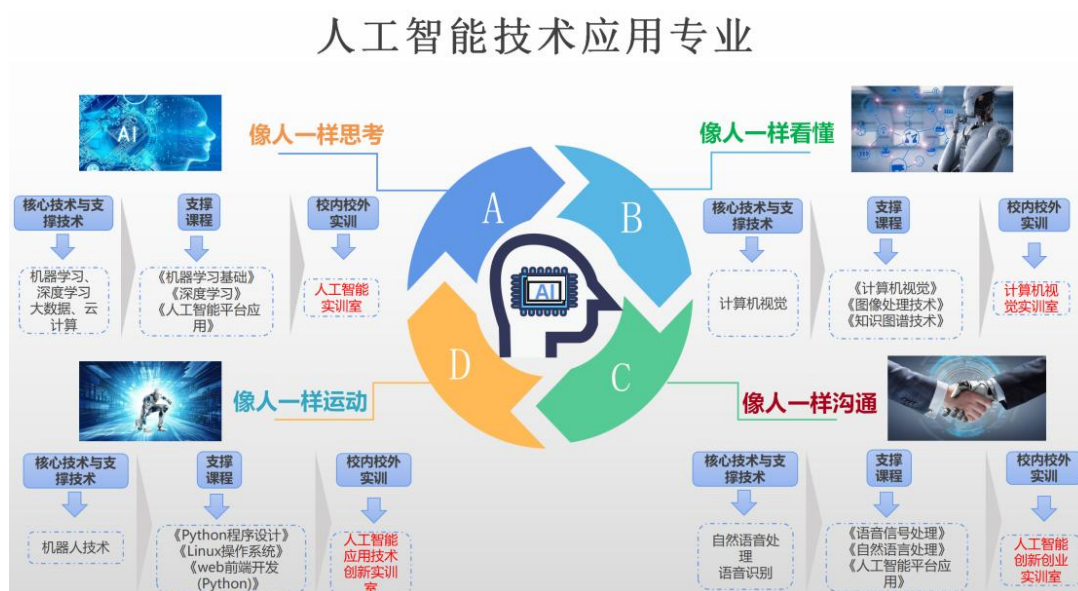 人工智能技术应用专业
AI
像人一样思考
核心技术与支
撑技术
支撑
课程
校内校外
实训
机器学习、
深度学习
大数据、云
计算
《机器学习基础》
《深度学习》
《人工智能平台应
用》
人工智能
实训室
像人一样看懂
核心技术与支
撑技术
支撑
课程
校内校外
实训
计算机视觉
《计算机视觉》
《图像处理技术》
《知识图谱技术》
计算机视
觉实训室
A
B
C
D
AI
像人一样运动
核心技术与支
撑技术
支撑
课程
校内校外
实训
机器人技术
《Python程序设计》
《Linux操作系统》
《web前端开发
(Python)》
人工智能
应用技术
创新实训
室
像人一样沟通
核心技术与支
撑技术
支撑
课程
校内校外
实训
自然语音处
理
语音识别
《语音信号处理》
《自然语言处理》
《人工智能平台应
用》
人工智能
创新创业
实训室